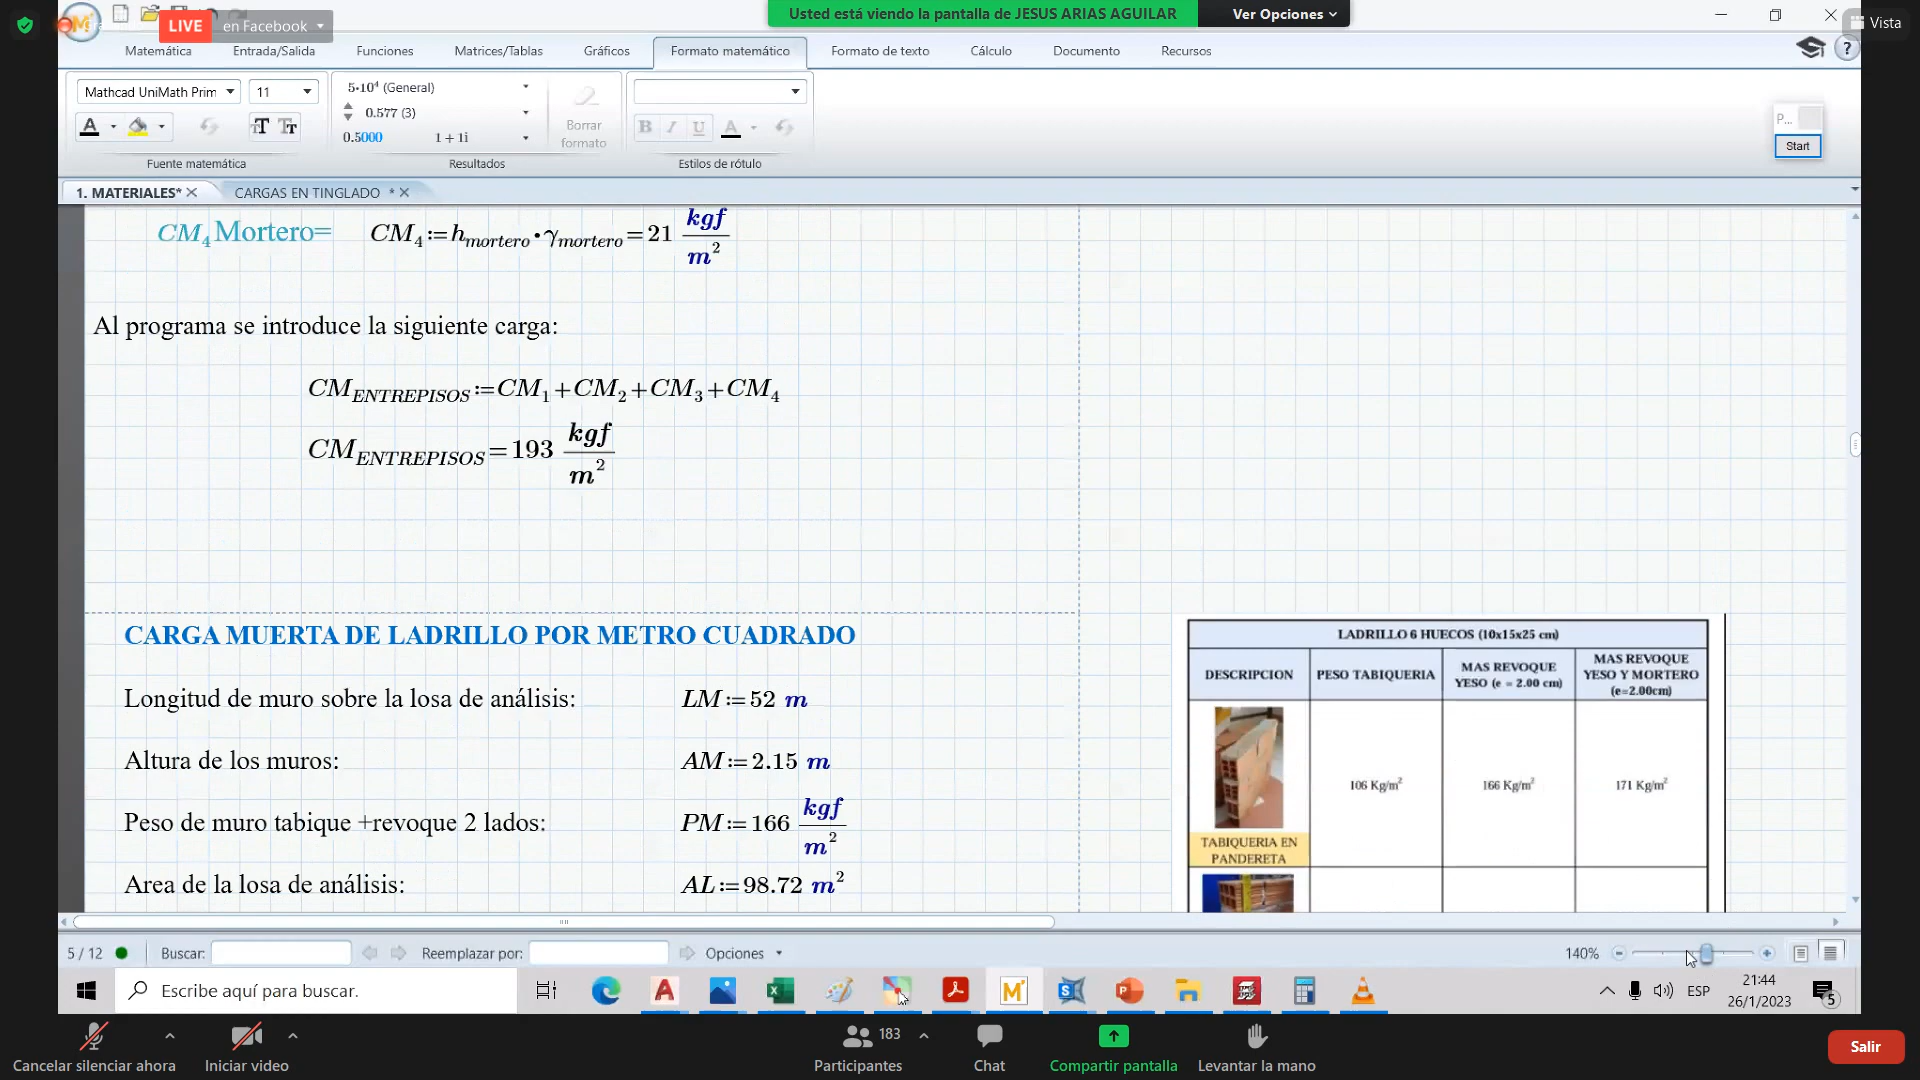 LIVE en Facebook
Usted está viendo la pantalla de JESUS ARIAS AGUILAR
Ver Opciones
Vista
Matemática Entrada/Salida Funciones Matrices/Tablas Gráficos Formato matemático Formato de texto Cálculo Documento Recursos
Mathcad UniMath Prim 11
5•10⁴ (General)
0.577 (3)
0.5000 1 + 1i
Borrar formato
B I U A
Fuente matemática Resultados Estilos de rótulo
P...
Start
1. MATERIALES* CARGAS EN TINGLADO *
CM₄Mortero= CM₄:=h_mortero•γ_mortero=21 kgf/m²
Al programa se introduce la siguiente carga:
CM_ENTREPISOS:=CM₁+CM₂+CM₃+CM₄
CM_ENTREPISOS=193 kgf/m²
CARGA MUERTA DE LADRILLO POR METRO CUADRADO
Longitud de muro sobre la losa de análisis: LM:=52 m
Altura de los muros: AM:=2.15 m
Peso de muro tabique +revoque 2 lados: PM:=166 kgf/m²
Area de la losa de análisis: AL:=98.72 m²
LADRILLO 6 HUECOS (10x15x25 cm)
DESCRIPCION PESO TABIQUERIA MAS REVOQUE YESO (e = 2.00 cm) MAS REVOQUE YESO Y MORTERO (e=2.00cm)
106 Kg/m² 166 Kg/m² 171 Kg/m²
TABIQUERIA EN
PANDERETA
5 / 12 Buscar: Reemplazar por: Opciones 140%
Escribe aquí para buscar.
ESP
21:44
26/1/2023
5
Cancelar silenciar ahora Iniciar video Participantes 183 Chat Compartir pantalla Levantar la mano Salir